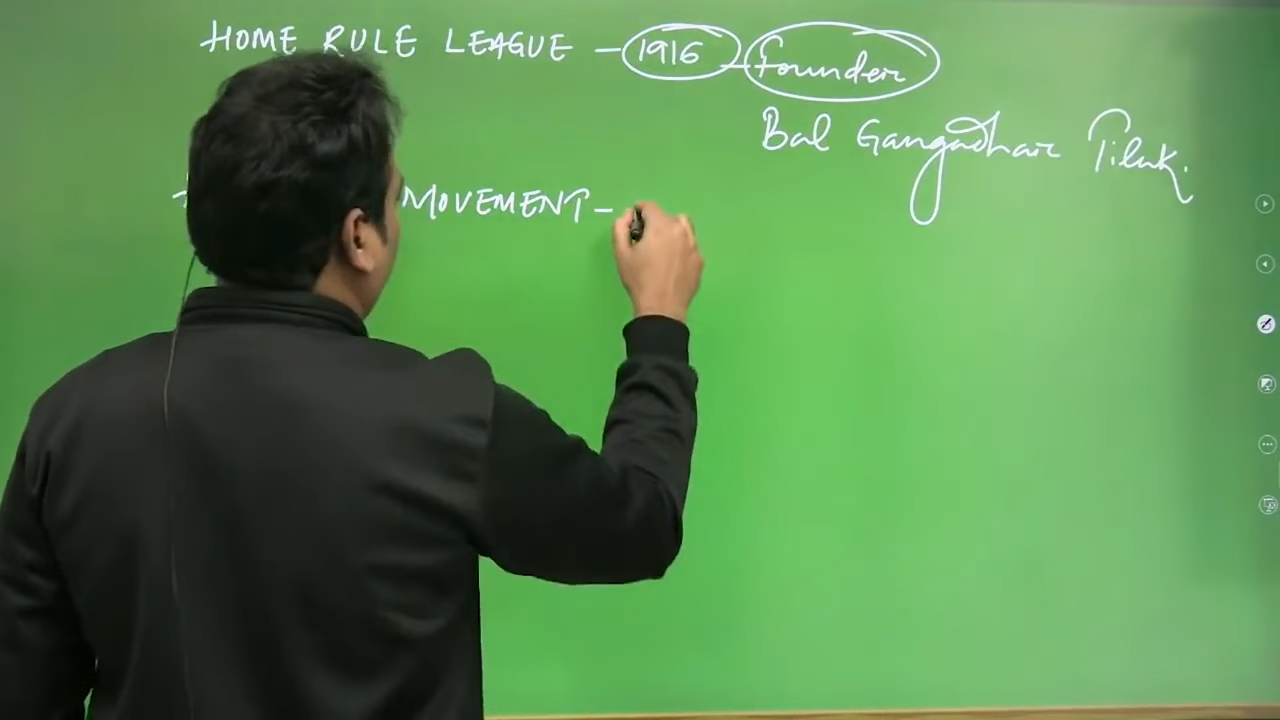 HOME RULE LEAGUE - 1916 - Founder
Bal Gangadhar Tilak.
MOVEMENT -